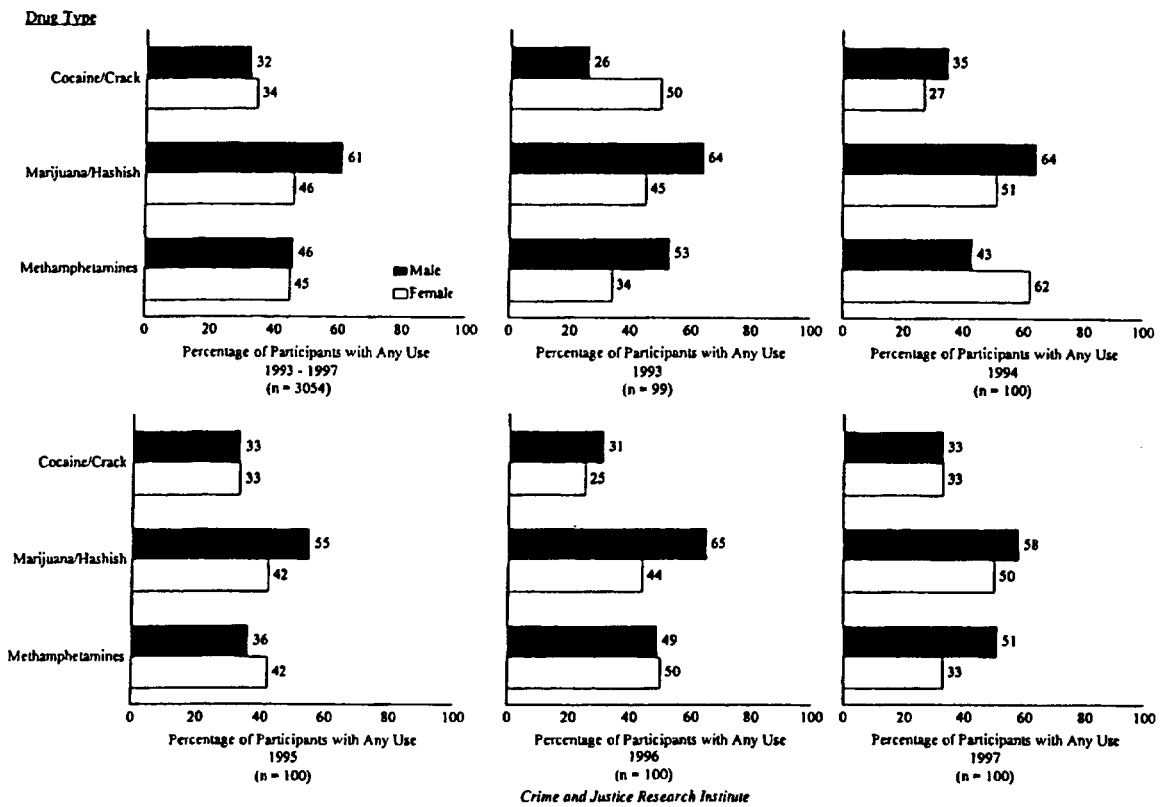 Drug Type
Cocaine/Crack
32
34
Marijuana/Hashish
61
46
Methamphetamines
46
45
Male
Female
0 20 40 60 80 100
Percentage of Participants with Any Use
1993 - 1997
(n = 3054)
26
50
64
45
53
34
0 20 40 60 80 100
Percentage of Participants with Any Use
1993
(n = 99)
35
27
64
51
43
62
0 20 40 60 80 100
Percentage of Participants with Any Use
1994
(n = 100)
Cocaine/Crack
33
33
Marijuana/Hashish
55
42
Methamphetamines
36
42
0 20 40 60 80 100
Percentage of Participants with Any Use
1995
(n = 100)
31
25
65
44
49
50
0 20 40 60 80 100
Percentage of Participants with Any Use
1996
(n = 100)
33
33
58
50
51
33
0 20 40 60 80 100
Percentage of Participants with Any Use
1997
(n = 100)
Crime and Justice Research Institute